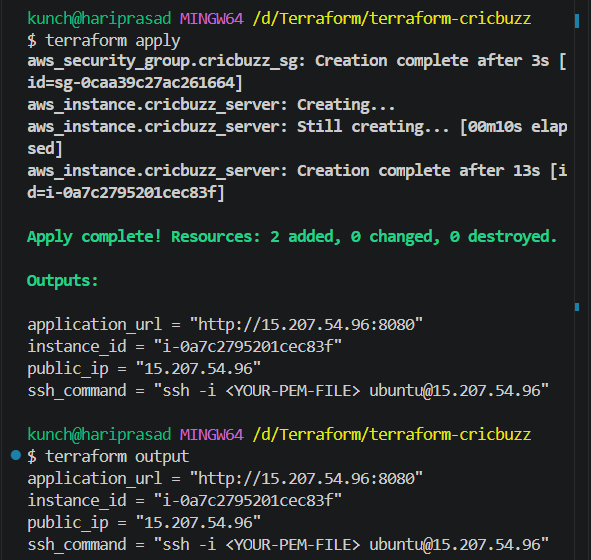 kunch@hariprasad MINGW64 /d/Terraform/terraform-cricbuzz
$ terraform apply
aws_security_group.cricbuzz_sg: Creation complete after 3s [
id=sg-0caa39c27ac261664]
aws_instance.cricbuzz_server: Creating...
aws_instance.cricbuzz_server: Still creating... [00m10s elap
sed]
aws_instance.cricbuzz_server: Creation complete after 13s [i
d=i-0a7c2795201cec83f]
Apply complete! Resources: 2 added, 0 changed, 0 destroyed.
Outputs:
application_url = "http://15.207.54.96:8080"
instance_id = "i-0a7c2795201cec83f"
public_ip = "15.207.54.96"
ssh_command = "ssh -i <YOUR-PEM-FILE> ubuntu@15.207.54.96"
kunch@hariprasad MINGW64 /d/Terraform/terraform-cricbuzz
$ terraform output
application_url = "http://15.207.54.96:8080"
instance_id = "i-0a7c2795201cec83f"
public_ip = "15.207.54.96"
ssh_command = "ssh -i <YOUR-PEM-FILE> ubuntu@15.207.54.96"